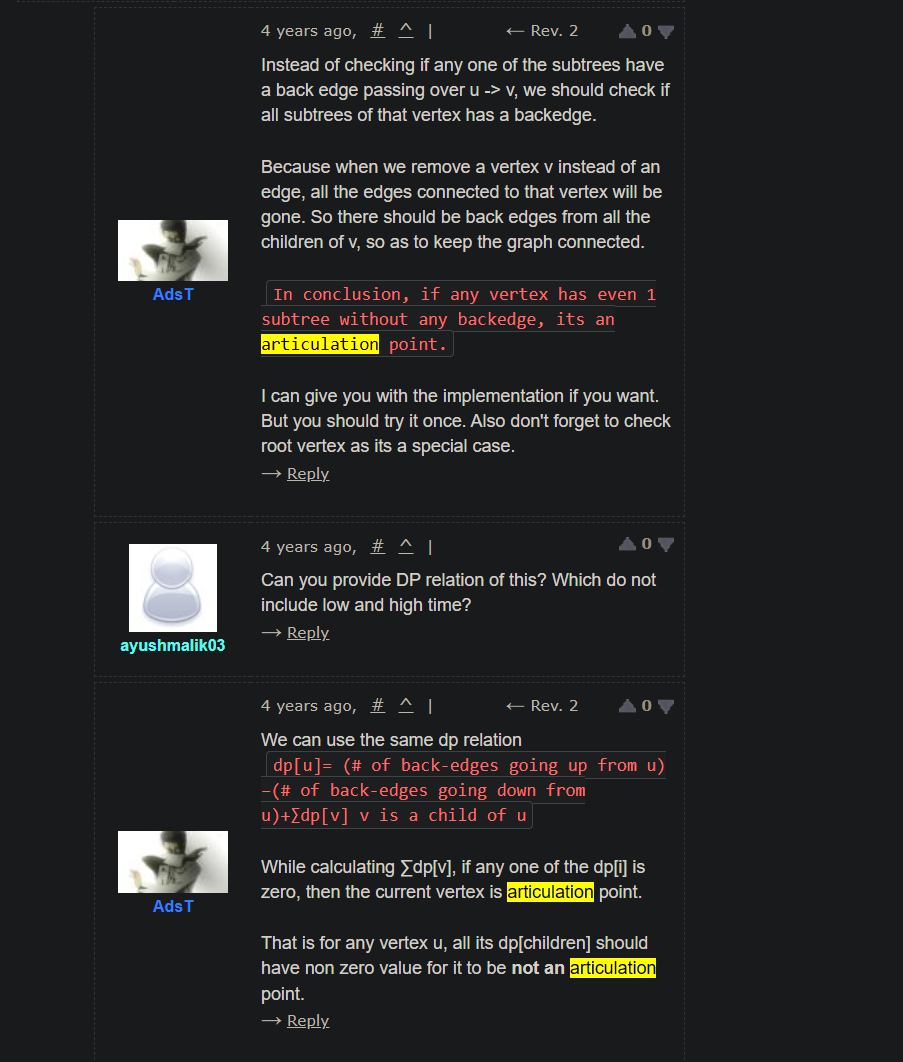 4 years ago, # ^ | ← Rev. 2 0
Instead of checking if any one of the subtrees have
a back edge passing over u -> v, we should check if
all subtrees of that vertex has a backedge.
Because when we remove a vertex v instead of an
edge, all the edges connected to that vertex will be
gone. So there should be back edges from all the
children of v, so as to keep the graph connected.
AdsT
In conclusion, if any vertex has even 1
subtree without any backedge, its an
articulation point.
I can give you with the implementation if you want.
But you should try it once. Also don't forget to check
root vertex as its a special case.
→ Reply
4 years ago, # ^ | 0
Can you provide DP relation of this? Which do not
include low and high time?
→ Reply
ayushmalik03
4 years ago, # ^ | ← Rev. 2 0
We can use the same dp relation
dp[u]= (# of back-edges going up from u)
−(# of back-edges going down from
u)+∑dp[v] v is a child of u
While calculating ∑dp[v], if any one of the dp[i] is
zero, then the current vertex is articulation point.
AdsT
That is for any vertex u, all its dp[children] should
have non zero value for it to be not an articulation
point.
→ Reply